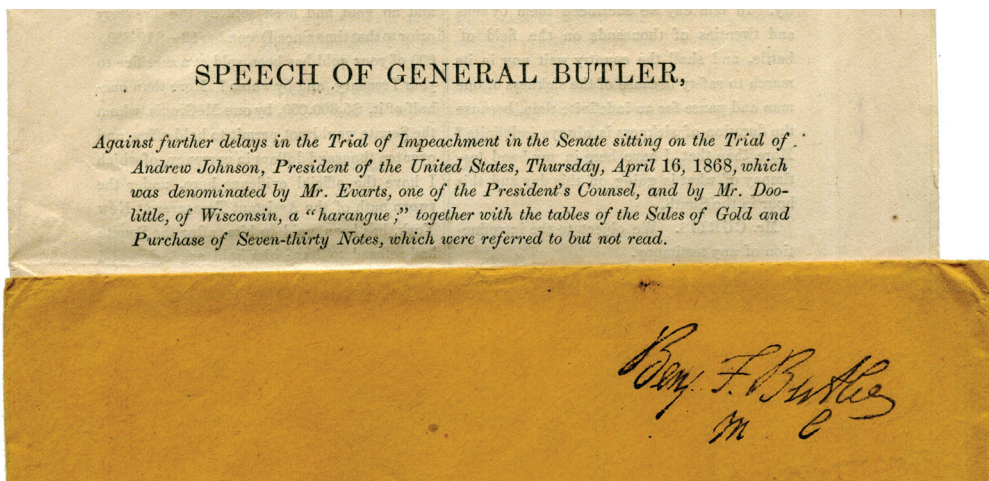 SPEECH OF GENERAL BUTLER,
Against further delays in the Trial of Impeachment in the Senate sitting on the Trial of
Andrew Johnson, President of the United States, Thursday, April 16, 1868, which
was denominated by Mr. Evarts, one of the President's Counsel, and by Mr. Doo-
little, of Wisconsin, a "harangue;" together with the tables of the Sales of Gold and
Purchase of Seven-thirty Notes, which were referred to but not read.
Benj. F. Butler
M C